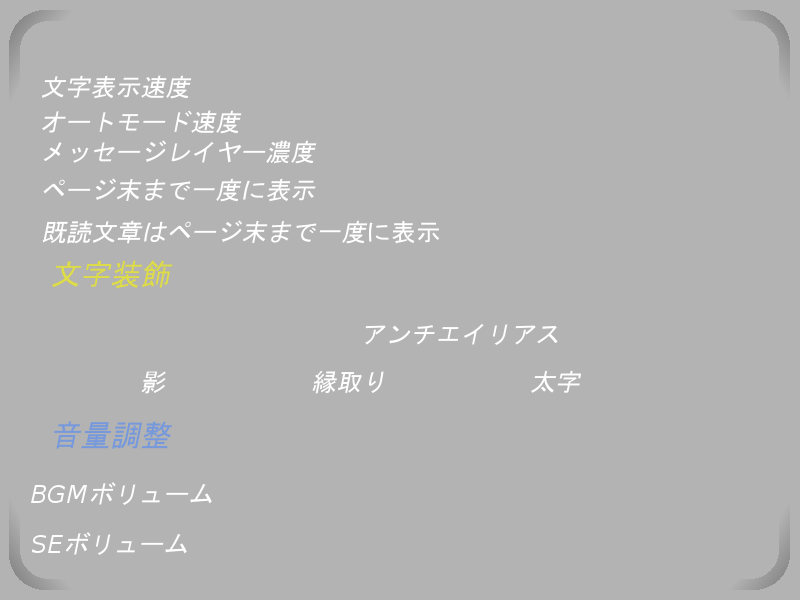 文字表示速度
オートモード速度
メッセージレイヤー濃度
ページ末まで一度に表示
既読文章はページ末まで一度に表示
文字装飾
アンチエイリアス
影 縁取り 太字
音量調整
BGMボリューム
SEボリューム